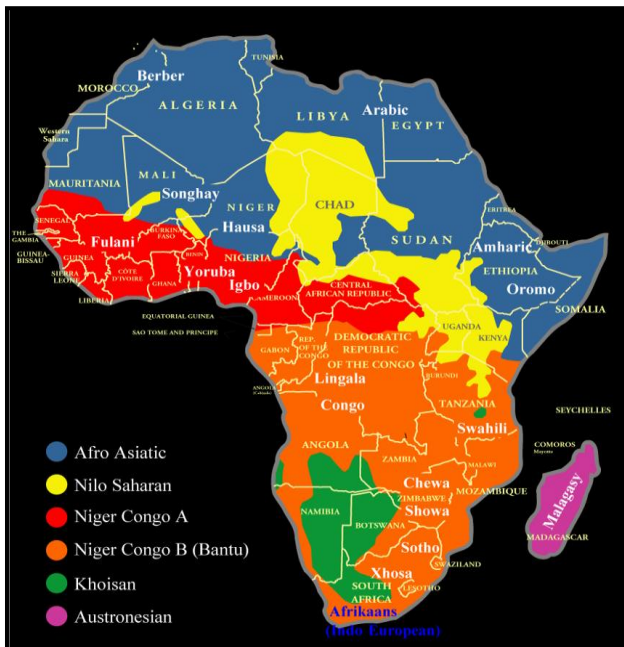 TUNISIA
Berber
MOROCCO
ALGERIA
LIBYA
Arabic
EGYPT
Western
Sahara
MAURITANIA
MALI
Songhay
NIGER
CHAD
Hausa
SUDAN
ERITREA
SENEGAL
THE
GAMBIA
GUINEA-
BISSAU
Fulani
BURKINA
FASO
Amharic
DJIBOUTI
GUINEA
BENIN
NIGERIA
Yoruba
ETHIOPIA
SIERRA
LEONE
CÔTE
D'IVOIRE
GHANA
Igbo
Oromo
LIBERIA
CAMEROON
CENTRAL
AFRICAN REPUBLIC
SOMALIA
EQUATORIAL GUINEA
SAO TOME AND PRINCIPE
UGANDA
KENYA
GABON
REP.
OF THE
CONGO
DEMOCRATIC
REPUBLIC
OF THE CONGO
BURUNDI
Lingala
ANGOLA
TANZANIA
Congo
Swahili
SEYCHELLES
COMOROS
Mayotte
ANGOLA
ZAMBIA
MALAWI
Chewa
MOZAMBIQUE
ZIMBABWE
Showa
NAMIBIA
BOTSWANA
Malagasy
MADAGASCAR
Sotho
SWAZILAND
Xhosa
LESOTHO
SOUTH
AFRICA
Afrikaans
(Indo European)
Afro Asiatic
Nilo Saharan
Niger Congo A
Niger Congo B (Bantu)
Khoisan
Austronesian